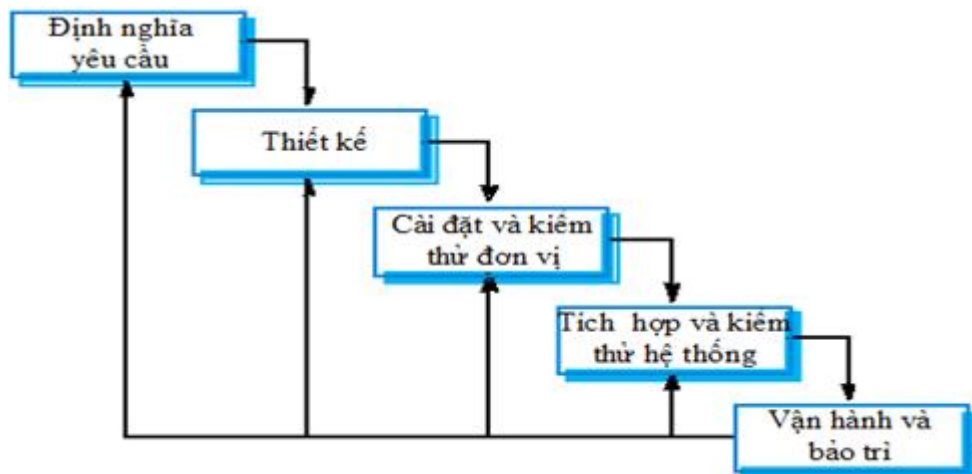 Định nghĩa
yêu cầu
Thiết kế
Cài đặt và kiểm
thử đơn vị
Tích hợp và kiểm
thử hệ thống
Vận hành và
bảo trì